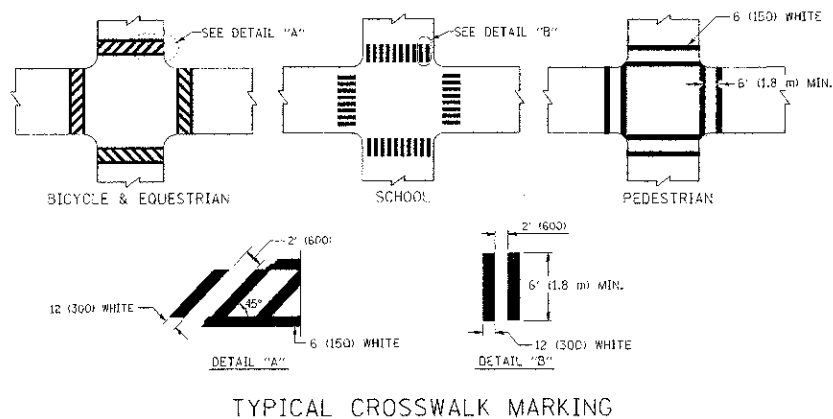 SEE DETAIL "A"
BICYCLE & EQUESTRIAN
SEE DETAIL "B"
SCHOOL
6 (150) WHITE
6' (1.8 m) MIN.
PEDESTRIAN
2' (600)
45°
12 (300) WHITE
6 (150) WHITE
DETAIL "A"
2' (600)
6' (1.8 m) MIN.
12 (300) WHITE
DETAIL "B"
TYPICAL CROSSWALK MARKING